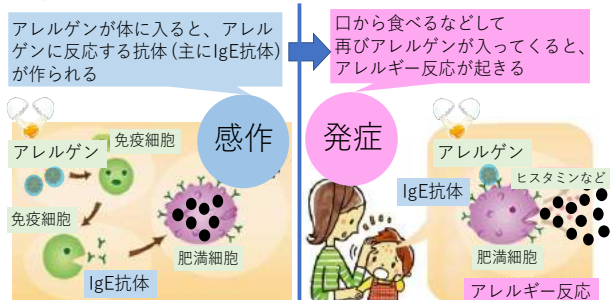 アレルゲンが体に入ると、アレル
ゲンに反応する抗体(主にIgE抗体)
が作られる
感作
アレルゲン
免疫細胞
免疫細胞
IgE抗体
肥満細胞
口から食べるなどして
再びアレルゲンが入ってくると、
アレルギー反応が起きる
発症
アレルゲン
IgE抗体
ヒスタミンなど
肥満細胞
アレルギー反応